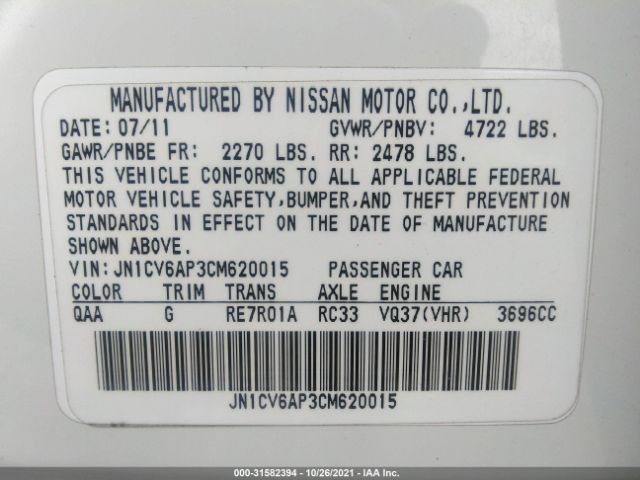 MANUFACTURED BY NISSAN MOTOR CO.,LTD.
DATE: 07/11 GVWR/PNBV: 4722 LBS.
GAWR/PNBE FR: 2270 LBS. RR: 2478 LBS.
THIS VEHICLE CONFORMS TO ALL APPLICABLE FEDERAL
MOTOR VEHICLE SAFETY,BUMPER,AND THEFT PREVENTION
STANDARDS IN EFFECT ON THE DATE OF MANUFACTURE
SHOWN ABOVE.
VIN:JN1CV6AP3CM620015 PASSENGER CAR
COLOR TRIM TRANS AXLE ENGINE
QAA G RE7R01A RC33 VQ37(VHR) 3696CC
JN1CV6AP3CM620015
000-31582394 - 10/26/2021 - IAA Inc.